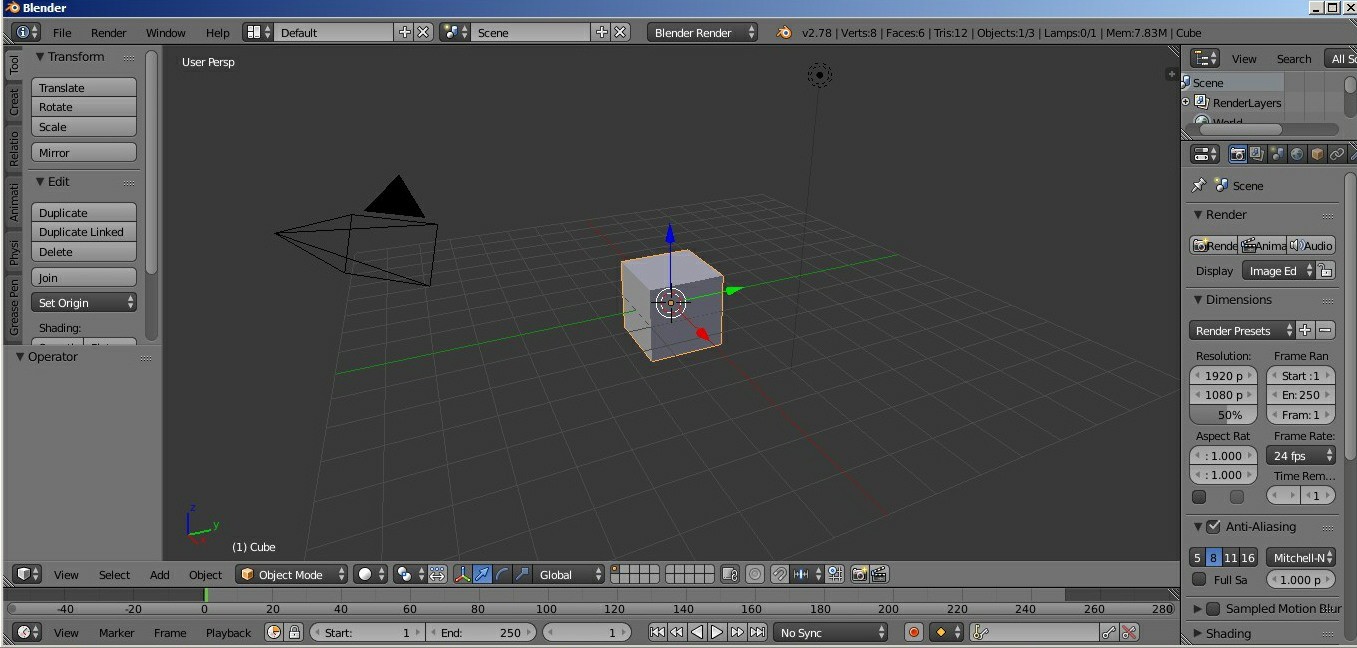 Blender
File Render Window Help Default Scene Blender Render v2.78 | Verts:8 | Faces:6 | Tris:12 | Objects:1/3 | Lamps:0/1 | Mem:7.83M | Cube
Tool
Creat
Relatio
Animati
Physi
Grease Pen
Transform
Translate
Rotate
Scale
Mirror
Edit
Duplicate
Duplicate Linked
Delete
Join
Set Origin
Shading:
Operator
User Persp
z
y
(1) Cube
View Search All Sc
Scene
RenderLayers
World
Scene
Render
Rende Anima Audio
Display Image Ed
Dimensions
Render Presets
Resolution: Frame Ran
1920 p Start :1
1080 p En: 250
50% Fram: 1
Aspect Rat Frame Rate:
: 1.000 24 fps
: 1.000 Time Rem...
1
Anti-Aliasing
5 8 11 16 Mitchell-N
Full Sa 1.000 p
Sampled Motion Blur
Shading
View Select Add Object Object Mode Global
-40 -20 0 20 40 60 80 100 120 140 160 180 200 220 240 260 280
View Marker Frame Playback Start: 1 End: 250 1 No Sync